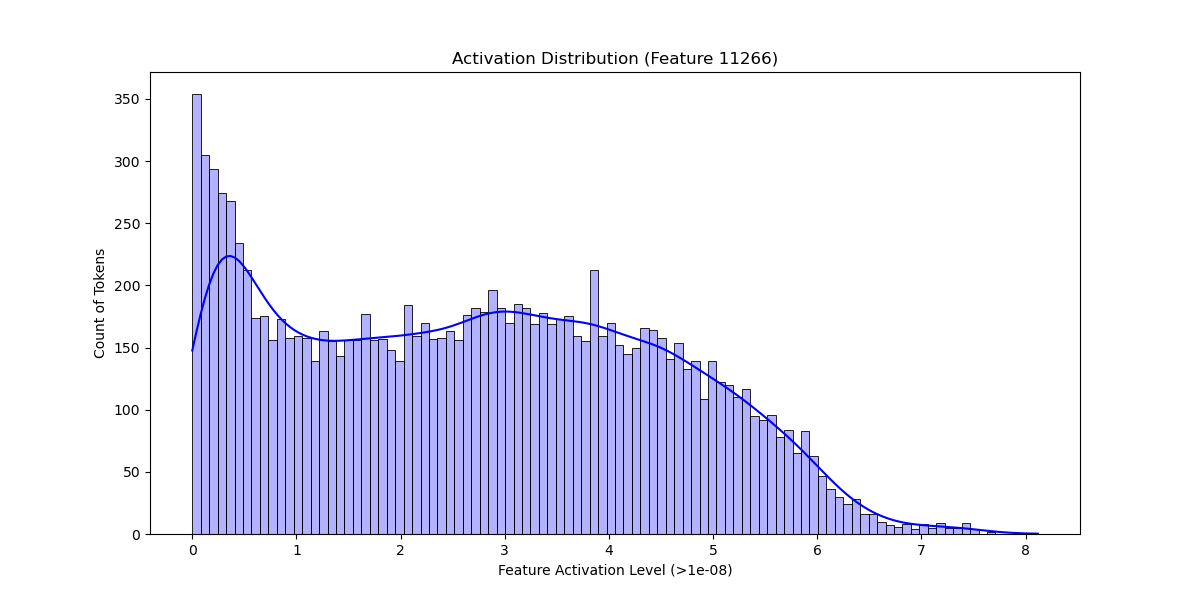 Activation Distribution (Feature 11266)
Count of Tokens
350
300
250
200
150
100
50
0
0 1 2 3 4 5 6 7 8
Feature Activation Level (>1e-08)